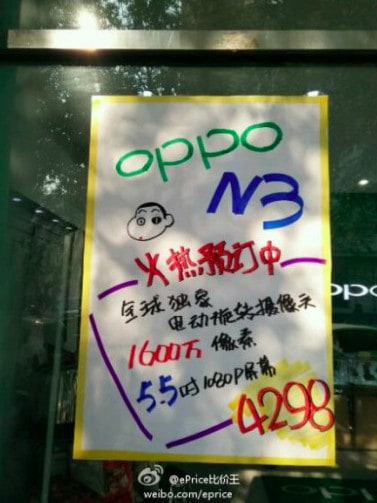 oppo
N3
火热预订中
全球独家
电动旋转摄像头
1600万像素
5.5吋1080P屏幕
4298
oppo
@ePrice比价王
weibo.com/eprice